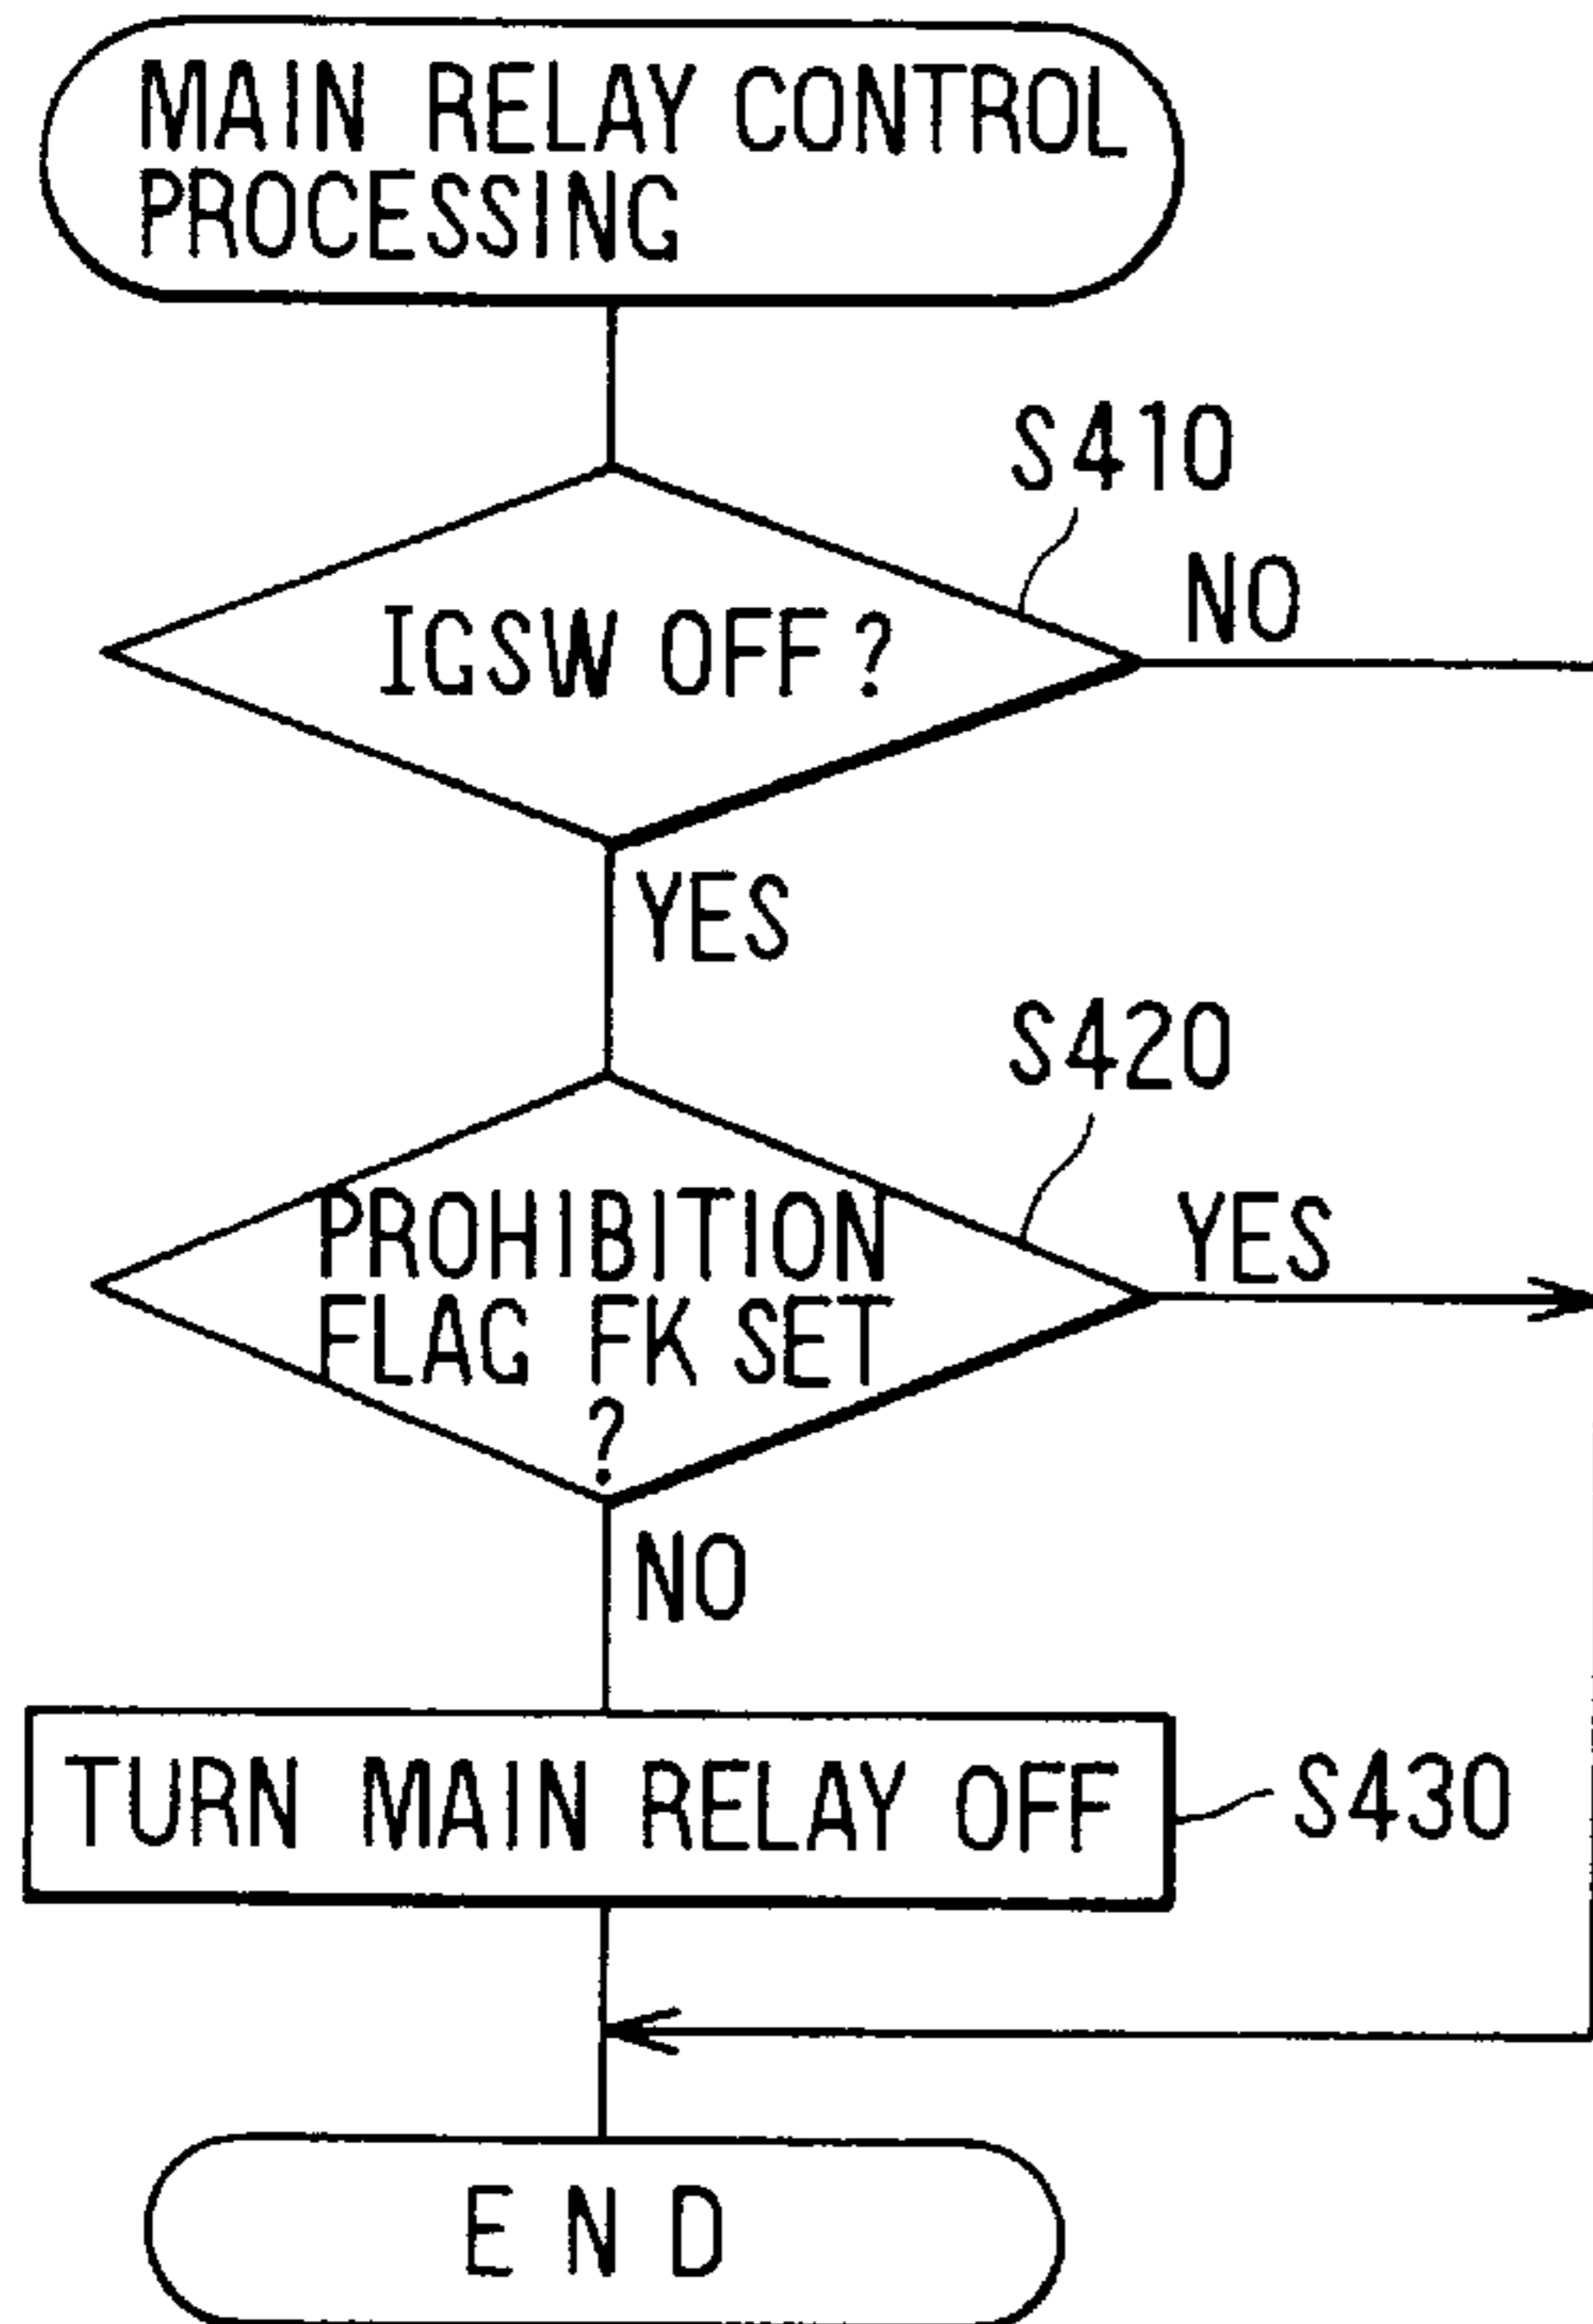 MAIN RELAY CONTROL
PROCESSING
S410
IGSW OFF?
NO
YES
S420
PROHIBITION
FLAG FK SET
?
YES
NO
TURN MAIN RELAY OFF
S430
END